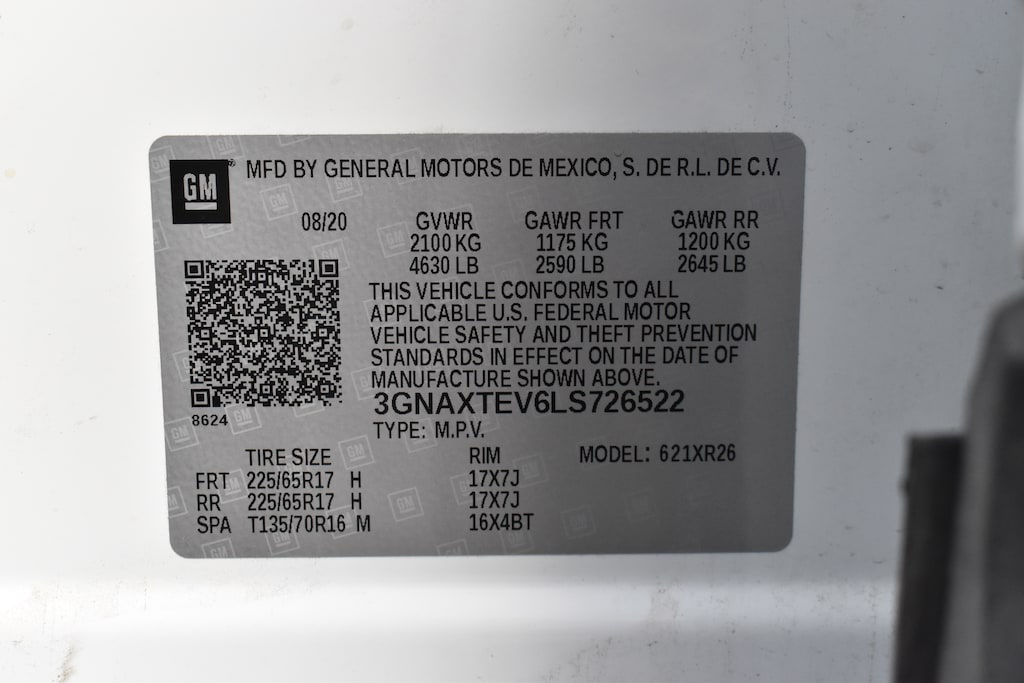 GM ® MFD BY GENERAL MOTORS DE MEXICO, S. DE R.L. DE C.V.
08/20 GVWR GAWR FRT GAWR RR
2100 KG 1175 KG 1200 KG
4630 LB 2590 LB 2645 LB
THIS VEHICLE CONFORMS TO ALL
APPLICABLE U.S. FEDERAL MOTOR
VEHICLE SAFETY AND THEFT PREVENTION
STANDARDS IN EFFECT ON THE DATE OF
MANUFACTURE SHOWN ABOVE.
3GNAXTEV6LS726522
8624
TYPE: M.P.V.
TIRE SIZE RIM MODEL: 621XR26
FRT 225/65R17 H 17X7J
RR 225/65R17 H 17X7J
SPA T135/70R16 M 16X4BT